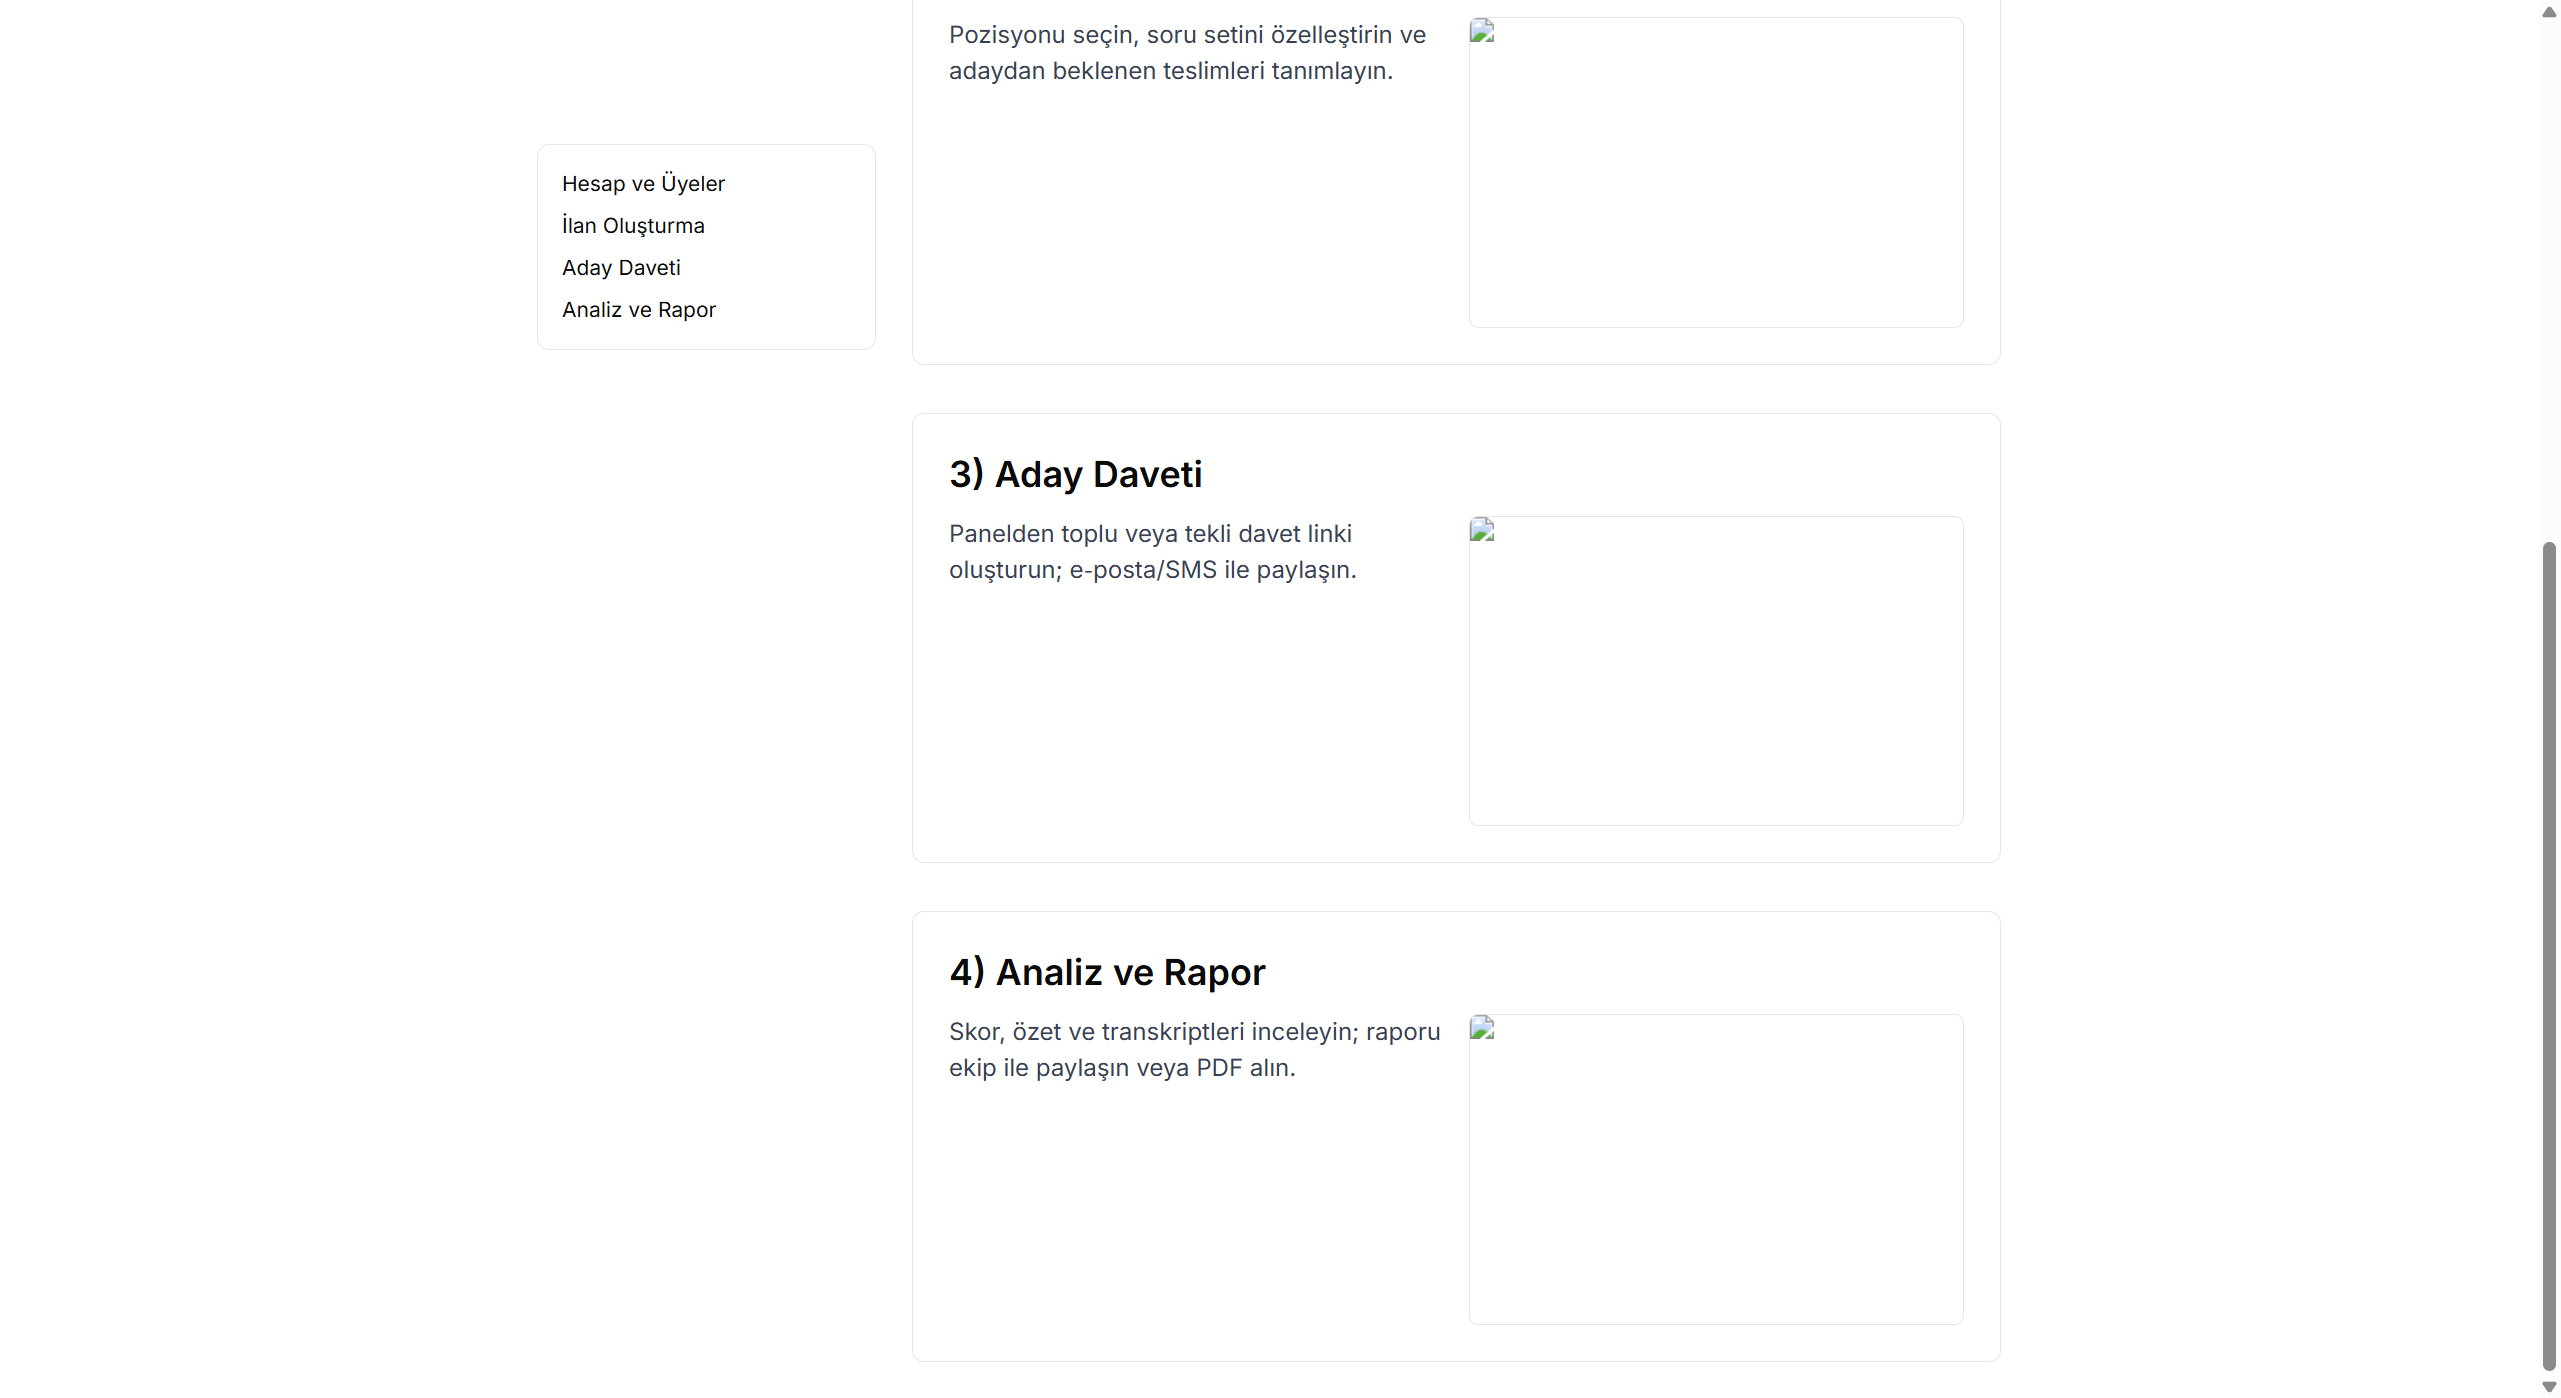 Pozisyonu seçin, soru setini özelleştirin ve
adaydan beklenen teslimleri tanımlayın.
Hesap ve Üyeler
İlan Oluşturma
Aday Daveti
Analiz ve Rapor
3) Aday Daveti
Panelden toplu veya tekli davet linki
oluşturun; e-posta/SMS ile paylaşın.
4) Analiz ve Rapor
Skor, özet ve transkriptleri inceleyin; raporu
ekip ile paylaşın veya PDF alın.